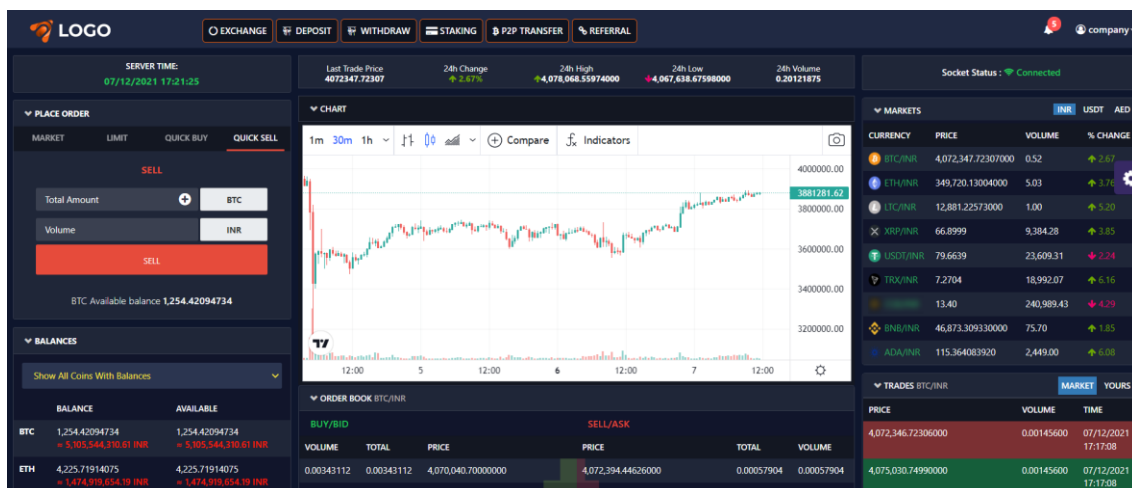 LOGO
EXCHANGE
DEPOSIT
WITHDRAW
STAKING
P2P TRANSFER
REFERRAL
5
company
SERVER TIME:
07/12/2021 17:21:25
Last Trade Price
4072347.72307
24h Change
2.67%
24h High
4,078,068.55974000
24h Low
4,067,638.67598000
24h Volume
0.20121875
Socket Status : Connected
PLACE ORDER
MARKET LIMIT QUICK BUY QUICK SELL
SELL
Total Amount BTC
Volume INR
SELL
BTC Available balance 1,254.42094734
BALANCES
Show All Coins With Balances
BALANCE AVAILABLE
BTC 1,254.42094734 1,254.42094734
= 5,105,544,310.61 INR = 5,105,544,310.61 INR
ETH 4,225.71914075 4,225.71914075
= 1,474,919,654.19 INR = 1,474,919,654.19 INR
CHART
1m 30m 1h Compare Indicators
4000000.00
3881281.62
3800000.00
3600000.00
3400000.00
3200000.00
12:00 5 12:00 6 12:00 7 12:00
ORDER BOOK BTC/INR
BUY/BID SELL/ASK
VOLUME TOTAL PRICE PRICE TOTAL VOLUME
0.00343112 0.00343112 4,070,040.70000000 4,072,394.44626000 0.00057904 0.00057904
MARKETS INR USDT AED
CURRENCY PRICE VOLUME % CHANGE
BTC/INR 4,072,347.72307000 0.52 2.67
ETH/INR 349,720.13004000 5.03 3.76
LTC/INR 12,881.22573000 1.00 5.20
XRP/INR 66.8999 9,384.28 3.85
USDT/INR 79.6639 23,609.31 2.24
TRX/INR 7.2704 18,992.07 6.16
13.40 240,989.43 4.29
BNB/INR 46,873.309330000 75.70 1.85
ADA/INR 115.364083920 2,449.00 6.08
TRADES BTC/INR MARKET YOURS
PRICE VOLUME TIME
4,072,346.72306000 0.00145600 07/12/2021
17:17:08
4,075,030.74990000 0.00145600 07/12/2021
17:17:08